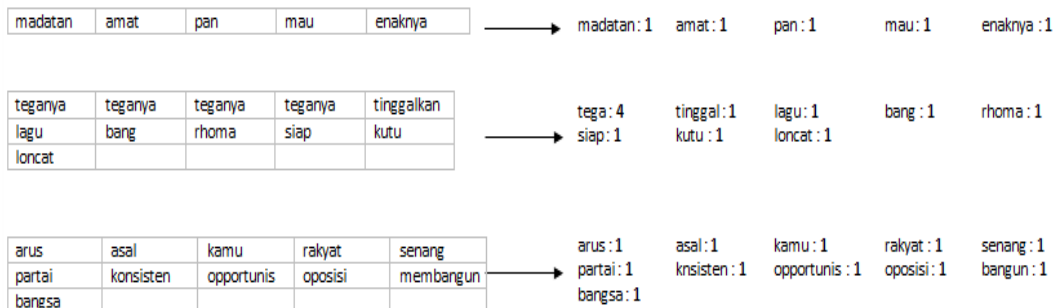 madatan amat pan mau enaknya madatan : 1 amat : 1 pan : 1 mau : 1 enaknya : 1
teganya teganya teganya teganya tinggalkan tega : 4 tinggal : 1 lagu : 1 bang : 1 rhoma : 1
lagu bang rhoma siap kutu siap : 1 kutu : 1 loncat : 1
loncat
arus asal kamu rakyat senang arus : 1 asal : 1 kamu : 1 rakyat : 1 senang : 1
partai konsisten opportunis oposisi membangun partai : 1 knsisten : 1 opportunis : 1 oposisi : 1 bangun : 1
bangsa bangsa : 1